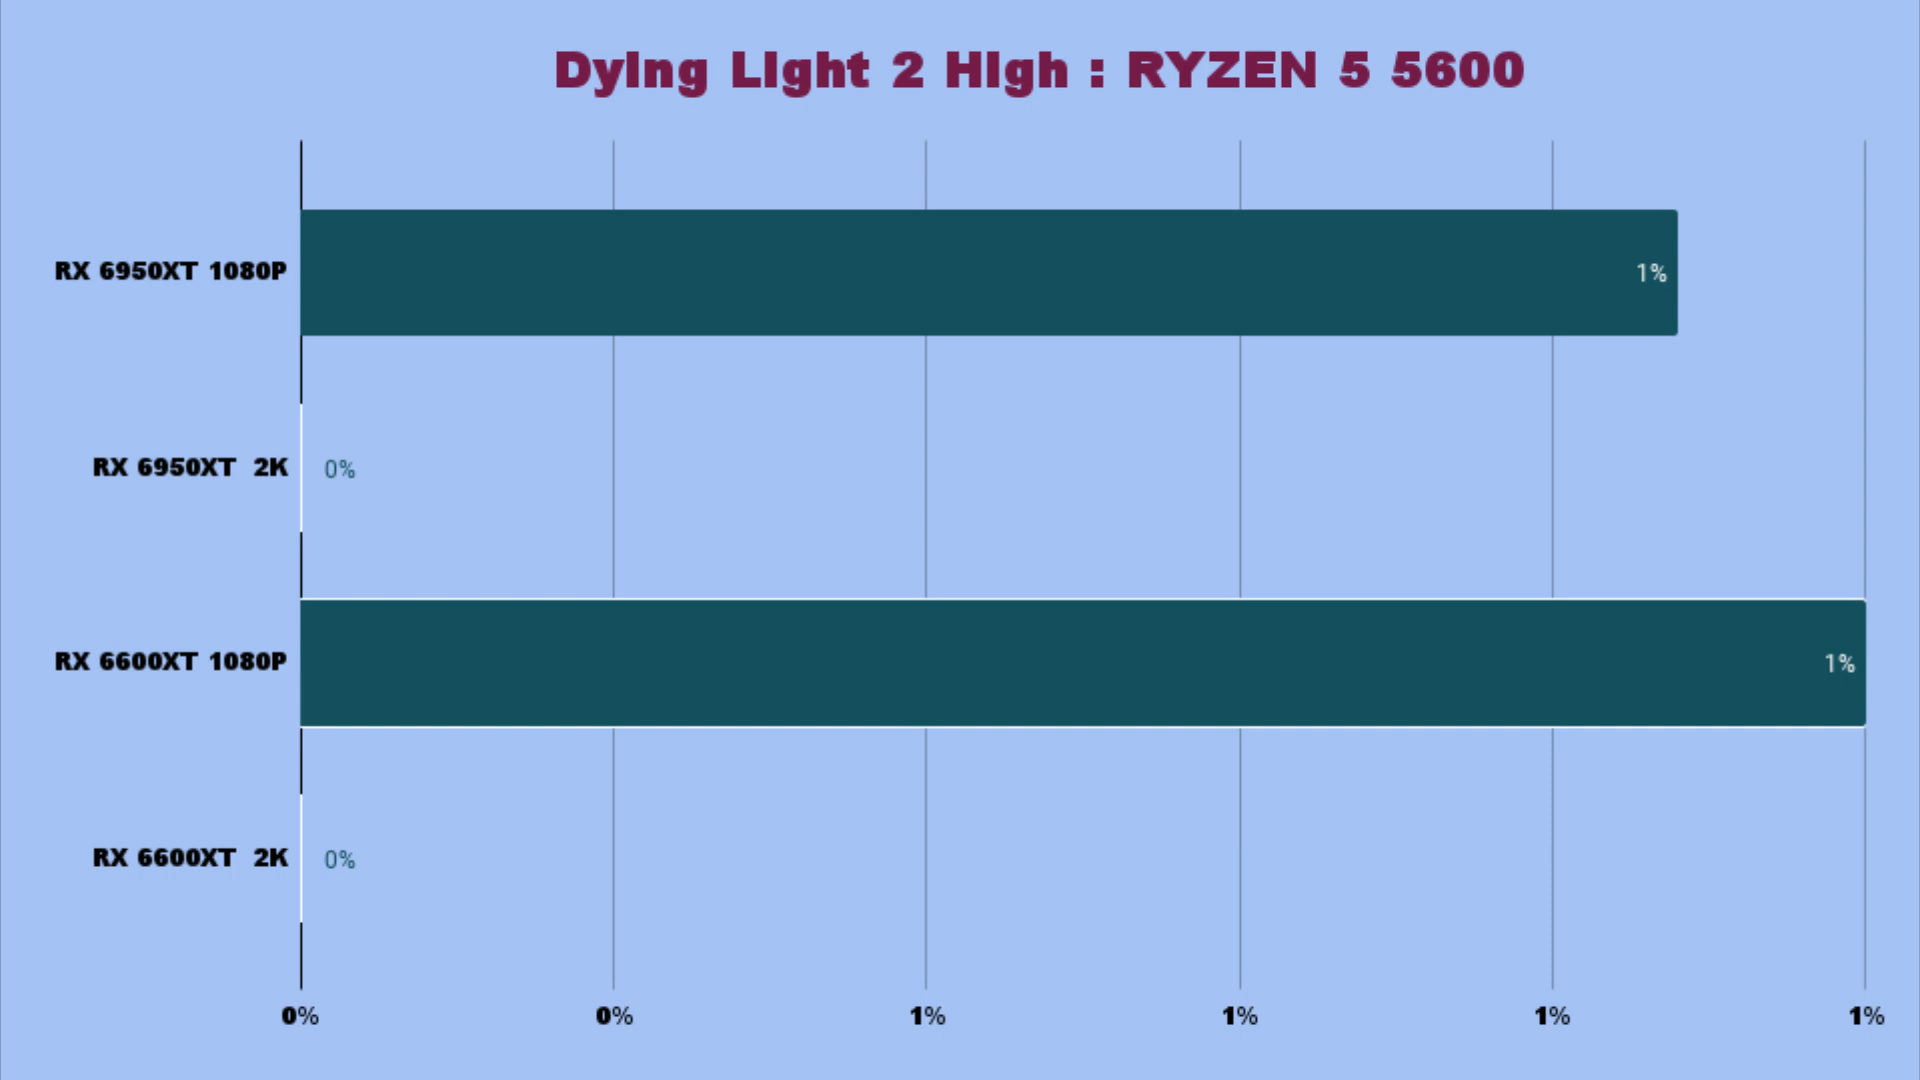 Dying Light 2 High : RYZEN 5 5600
RX 6950XT 1080P
1%
RX 6950XT 2K
0%
RX 6600XT 1080P
1%
RX 6600XT 2K
0%
0% 0% 1% 1% 1% 1%